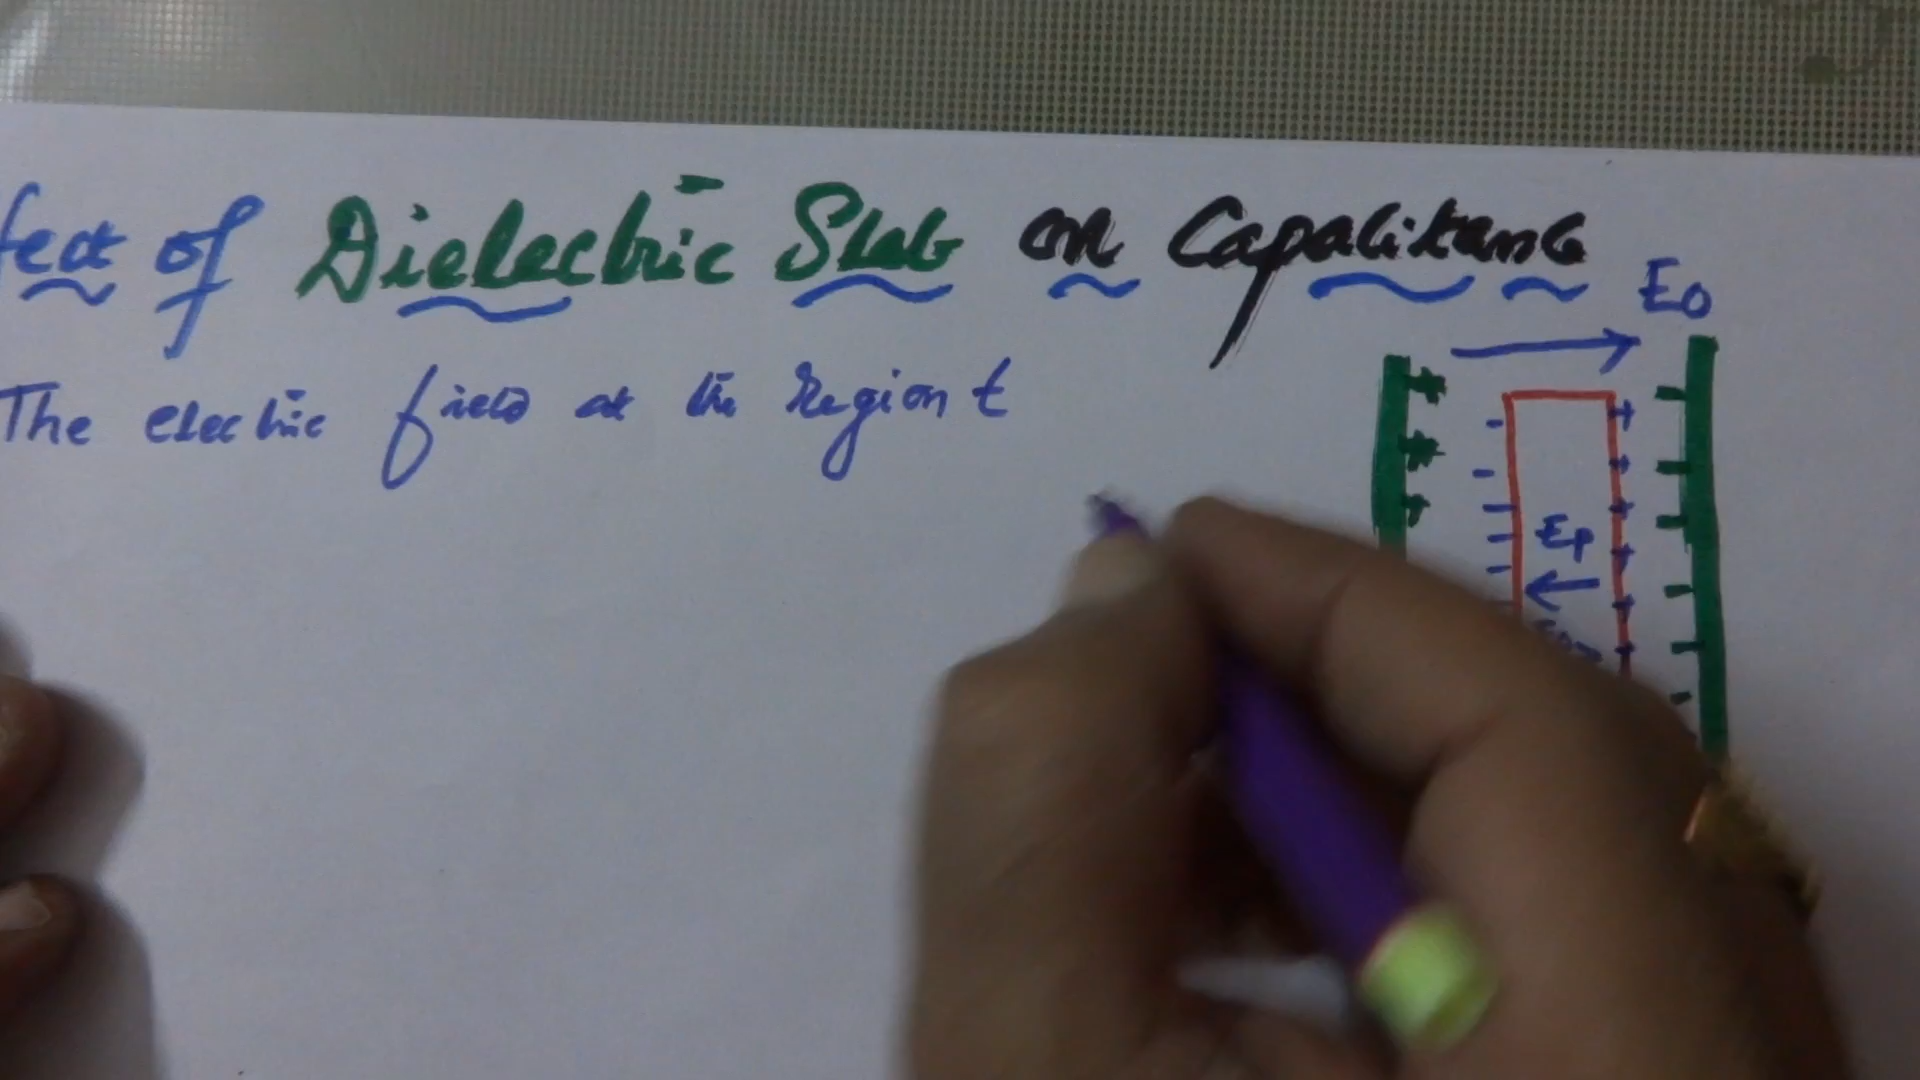 fect of Dielectric Slab on Capacitance
E0
The electric field at the region t
Ep